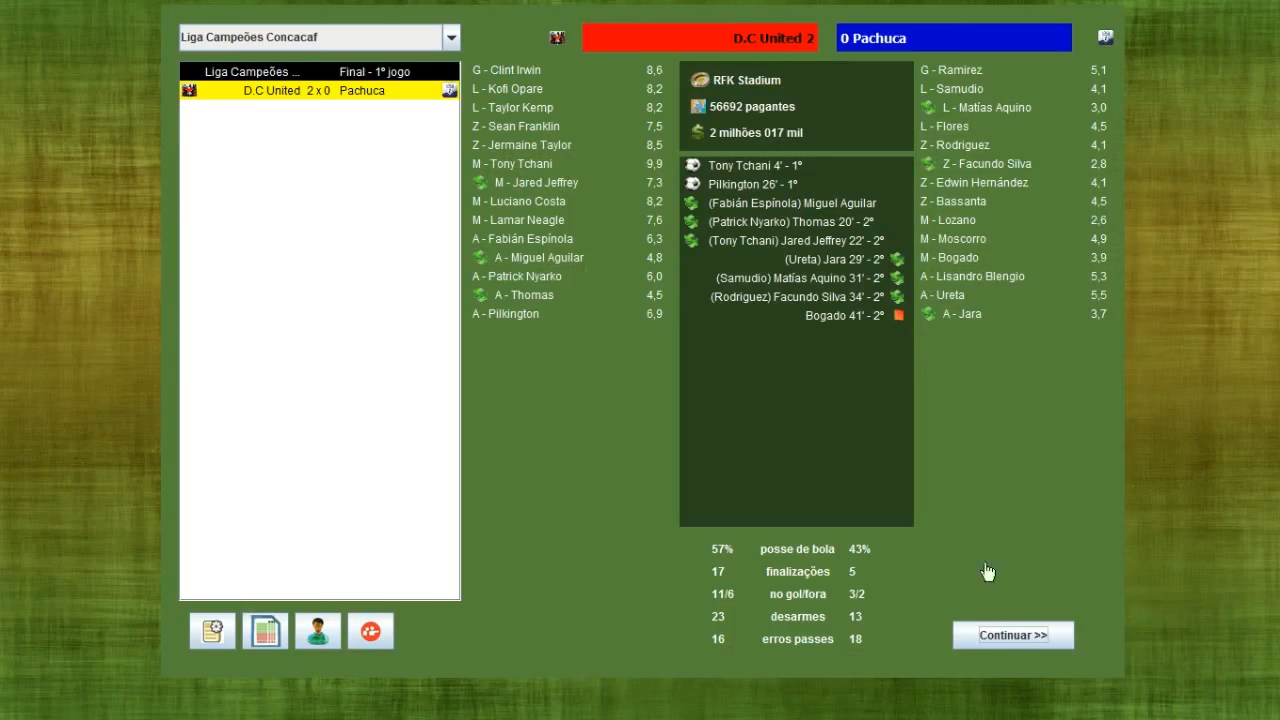 Liga Campeões Concacaf
D.C United 2
0 Pachuca
Liga Campeões ... Final - 1º jogo
D.C United 2 x 0 Pachuca
G - Clint Irwin 8,6
L - Kofi Opare 8,2
L - Taylor Kemp 8,2
Z - Sean Franklin 7,5
Z - Jermaine Taylor 8,5
M - Tony Tchani 9,9
M - Jared Jeffrey 7,3
M - Luciano Costa 8,2
M - Lamar Neagle 7,6
A - Fabián Espínola 6,3
A - Miguel Aguilar 4,8
A - Patrick Nyarko 6,0
A - Thomas 4,5
A - Pilkington 6,9
RFK Stadium
56692 pagantes
2 milhões 017 mil
Tony Tchani 4' - 1º
Pilkington 26' - 1º
(Fabián Espínola) Miguel Aguilar
(Patrick Nyarko) Thomas 20' - 2º
(Tony Tchani) Jared Jeffrey 22' - 2º
(Ureta) Jara 29' - 2º
(Samudio) Matías Aquino 31' - 2º
(Rodriguez) Facundo Silva 34' - 2º
Bogado 41' - 2º
G - Ramirez 5,1
L - Samudio 4,1
L - Matías Aquino 3,0
L - Flores 4,5
Z - Rodriguez 4,1
Z - Facundo Silva 2,8
Z - Edwin Hernández 4,1
Z - Bassanta 4,5
M - Lozano 2,6
M - Moscorro 4,9
M - Bogado 3,9
A - Lisandro Blengio 5,3
A - Ureta 5,5
A - Jara 3,7
57% posse de bola 43%
17 finalizações 5
11/6 no gol/fora 3/2
23 desarmes 13
16 erros passes 18
Continuar >>